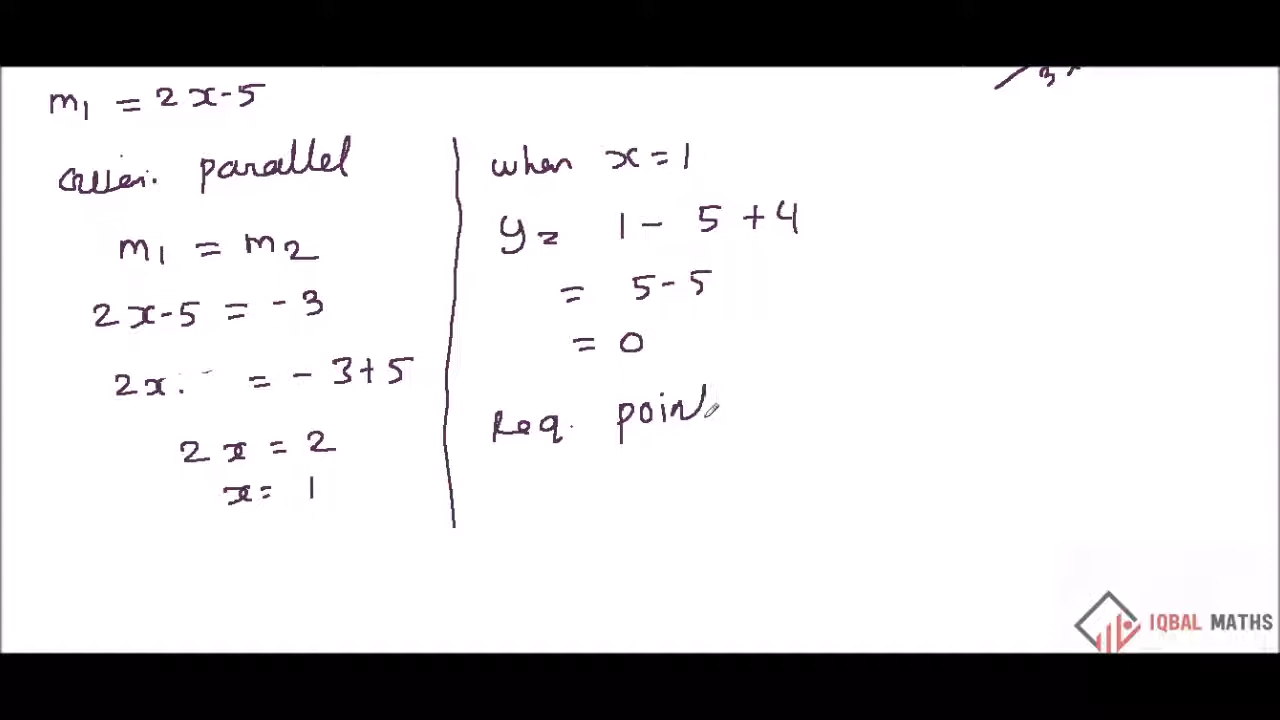 m1 = 2x-5
parallel
m1 = m2
2x-5 = -3
2x = -3+5
2x = 2
x = 1
when x=1
y = 1 - 5 + 4
= 5-5
= 0
Req. point
IQBAL MATHS